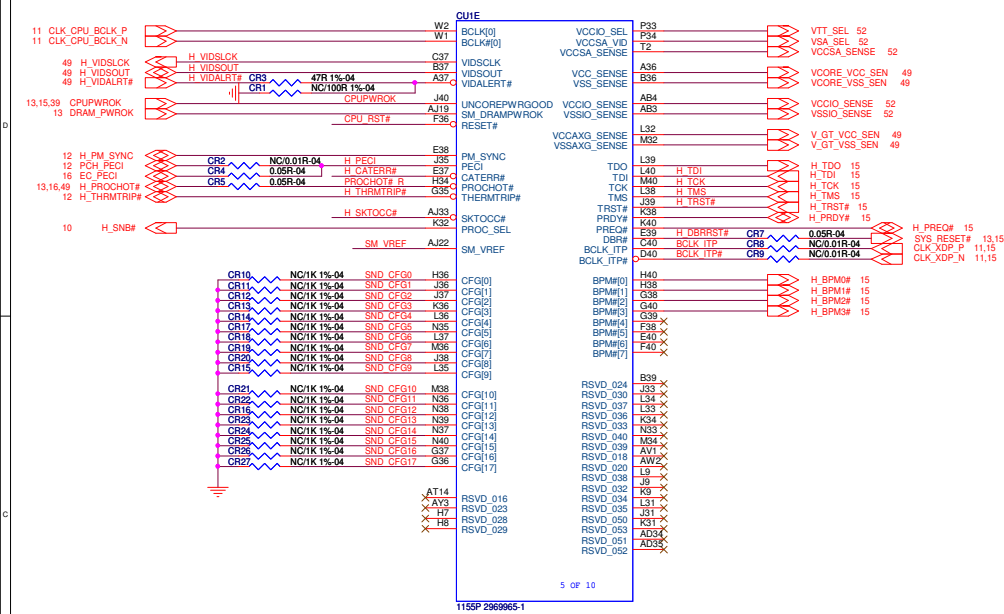 CU1E
11 CLK_CPU_BCLK_P W2 BCLK[0] VCCIO_SEL P33 VTT_SEL 52
11 CLK_CPU_BCLK_N W1 BCLK#[0] VCCSA_VID P34 VSA_SEL 52
VCCSA_SENSE T2 VCCSA_SENSE 52
49 H_VIDSLCK H_VIDSLCK C37 VIDSCLK
49 H_VIDSOUT H_VIDSOUT B37 VIDSOUT VCC_SENSE A36 VCORE_VCC_SEN 49
49 H_VIDALRT# H_VIDALRT# CR3 47R 1%-04 A37 VIDALERT# VSS_SENSE B36 VCORE_VSS_SEN 49
CR1 NC/100R 1%-04
13,15,39 CPUPWROK CPUPWROK J40 UNCOREPWRGOOD VCCIO_SENSE AB4 VCCIO_SENSE 52
13 DRAM_PWROK AJ19 SM_DRAMPWROK VSSIO_SENSE AB3 VSSIO_SENSE 52
CPU_RST# F36 RESET#
VCCAXG_SENSE L32 V_GT_VCC_SEN 49
VSSAXG_SENSE M32 V_GT_VSS_SEN 49
12 H_PM_SYNC E38 PM_SYNC
12 PCH_PECI CR2 NC/0.01R-04 H_PECI J35 PECI TDO L39 H_TDO 15
16 EC_PECI CR4 0.05R-04 H_CATERR# E37 CATERR# TDI L40 H_TDI H_TDI 15
13,16,49 H_PROCHOT# CR5 0.05R-04 PROCHOT#_R H34 PROCHOT# TCK M40 H_TCK H_TCK 15
12 H_THRMTRIP# H_THRMTRIP# G35 THERMTRIP# TMS L38 H_TMS H_TMS 15
TRST# J39 H_TRST# H_TRST# 15
H_SKTOCC# AJ33 SKTOCC# PRDY# K38 H_PRDY# 15
10 H_SNB# K32 PROC_SEL PREQ# K40 H_PREQ# 15
DBR# E39 H_DBRRST# CR7 0.05R-04 SYS_RESET# 13,15
SM_VREF AJ22 SM_VREF BCLK_ITP C40 BCLK_ITP CR8 NC/0.01R-04 CLK_XDP_P 11,15
BCLK_ITP# D40 BCLK_ITP# CR9 NC/0.01R-04 CLK_XDP_N 11,15
CR10 NC/1K 1%-04 SND_CFG0 H36 CFG[0] BPM#[0] H40 H_BPM0# 15
CR11 NC/1K 1%-04 SND_CFG1 J36 CFG[1] BPM#[1] H38 H_BPM1# 15
CR12 NC/1K 1%-04 SND_CFG2 J37 CFG[2] BPM#[2] G38 H_BPM2# 15
CR13 NC/1K 1%-04 SND_CFG3 K36 CFG[3] BPM#[3] G40 H_BPM3# 15
CR14 NC/1K 1%-04 SND_CFG4 L36 CFG[4] BPM#[4] G39
CR17 NC/1K 1%-04 SND_CFG5 N35 CFG[5] BPM#[5] F38
CR18 NC/1K 1%-04 SND_CFG6 L37 CFG[6] BPM#[6] E40
CR19 NC/1K 1%-04 SND_CFG7 M36 CFG[7] BPM#[7] F40
CR20 NC/1K 1%-04 SND_CFG8 J38 CFG[8]
CR15 NC/1K 1%-04 SND_CFG9 L35 CFG[9]
RSVD_024 B39
CR21 NC/1K 1%-04 SND_CFG10 M38 CFG[10] RSVD_030 J33
CR22 NC/1K 1%-04 SND_CFG11 N36 CFG[11] RSVD_037 L34
CR16 NC/1K 1%-04 SND_CFG12 N38 CFG[12] RSVD_036 L33
CR23 NC/1K 1%-04 SND_CFG13 N39 CFG[13] RSVD_033 K34
CR24 NC/1K 1%-04 SND_CFG14 N37 CFG[14] RSVD_040 N33
CR25 NC/1K 1%-04 SND_CFG15 N40 CFG[15] RSVD_039 M34
CR26 NC/1K 1%-04 SND_CFG16 G37 CFG[16] RSVD_018 AV1
CR27 NC/1K 1%-04 SND_CFG17 G36 CFG[17] RSVD_020 AW2
RSVD_038 L9
RSVD_032 J9
AT14 RSVD_016 RSVD_034 K9
AY3 RSVD_023 RSVD_035 L31
H7 RSVD_028 RSVD_050 J31
H8 RSVD_029 RSVD_053 K31
RSVD_051 AD34
RSVD_052 AD35
5 OF 10
1155P 2969965-1
D
C